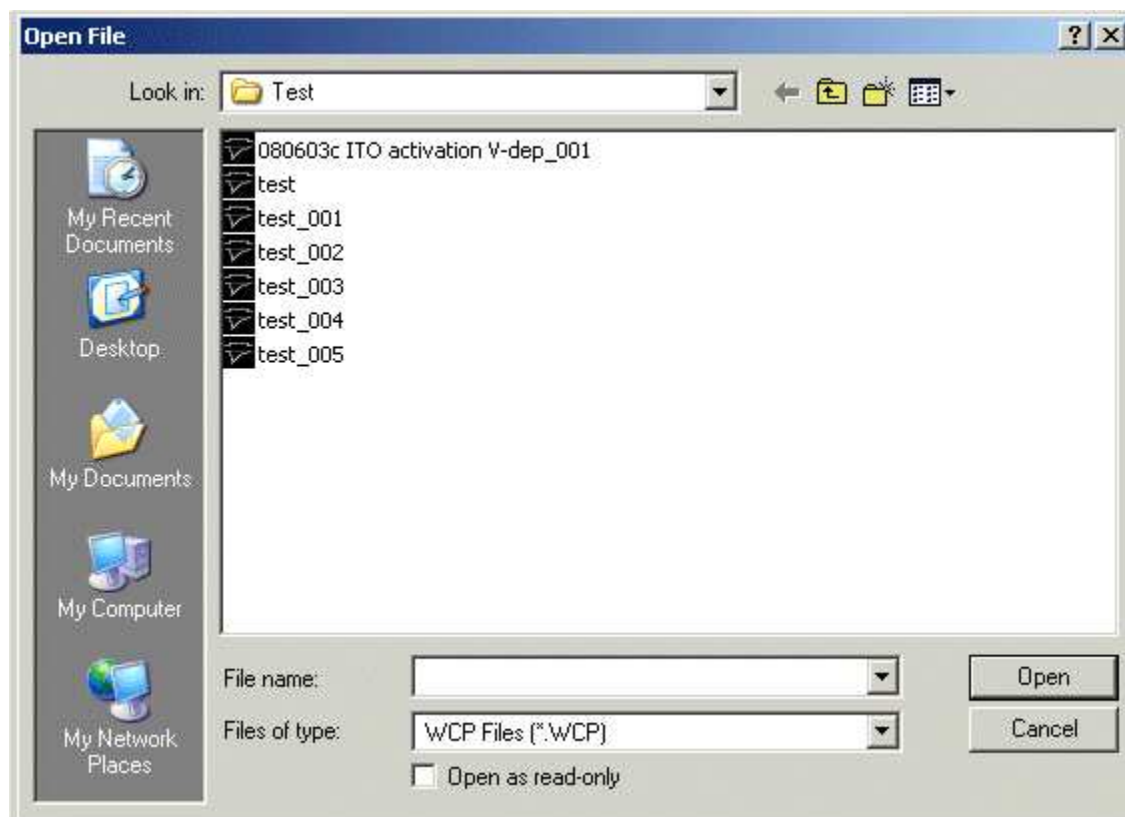 Open File
Look in: Test
080603c ITO activation V-dep_001
test
test_001
test_002
test_003
test_004
test_005
My Recent
Documents
Desktop
My Documents
My Computer
My Network
Places
File name:
Open
Files of type: WCP Files (*.WCP)
Cancel
Open as read-only